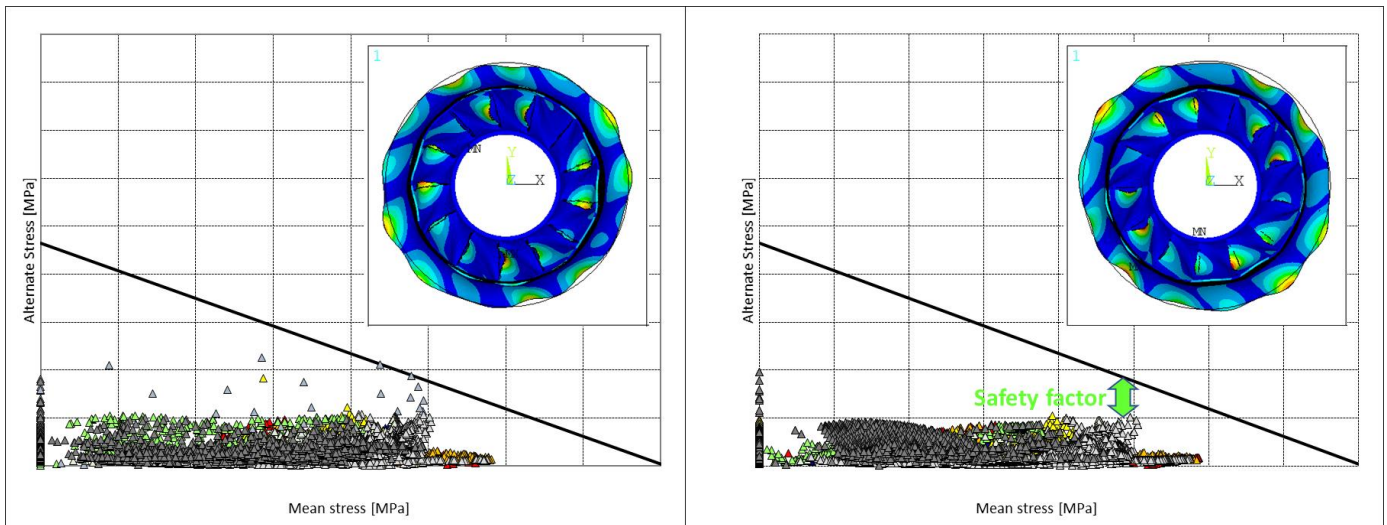 1
MN
Y
Z X
Alternate Stress [MPa]
Mean stress [MPa]
1
Y
Z X
MN
Alternate Stress [MPa]
Safety factor
Mean stress [MPa]